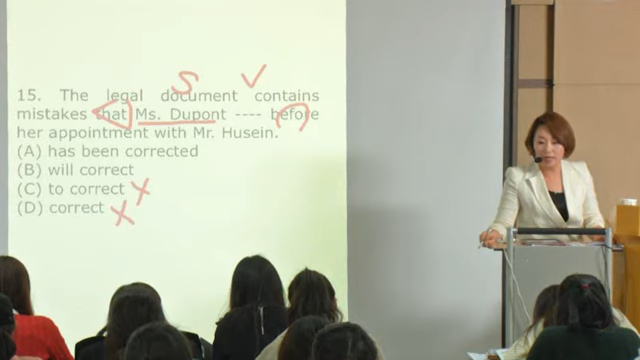 S V
15. The legal document contains
mistakes that Ms. Dupont ---- before
her appointment with Mr. Husein.
(A) has been corrected
(B) will correct
(C) to correct X
(D) correct X